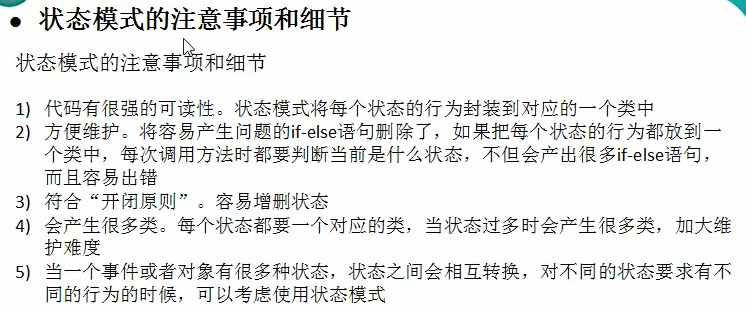 ● 状态模式的注意事项和细节
状态模式的注意事项和细节
1) 代码有很强的可读性。状态模式将每个状态的行为封装到对应的一个类中
2) 方便维护。将容易产生问题的if-else语句删除了，如果把每个状态的行为都放到一
个类中，每次调用方法时都要判断当前是什么状态，不但会产出很多if-else语句，
而且容易出错
3) 符合“开闭原则”。容易增删状态
4) 会产生很多类。每个状态都要一个对应的类，当状态过多时会产生很多类，加大维
护难度
5) 当一个事件或者对象有很多种状态，状态之间会相互转换，对不同的状态要求有不
同的行为的时候，可以考虑使用状态模式